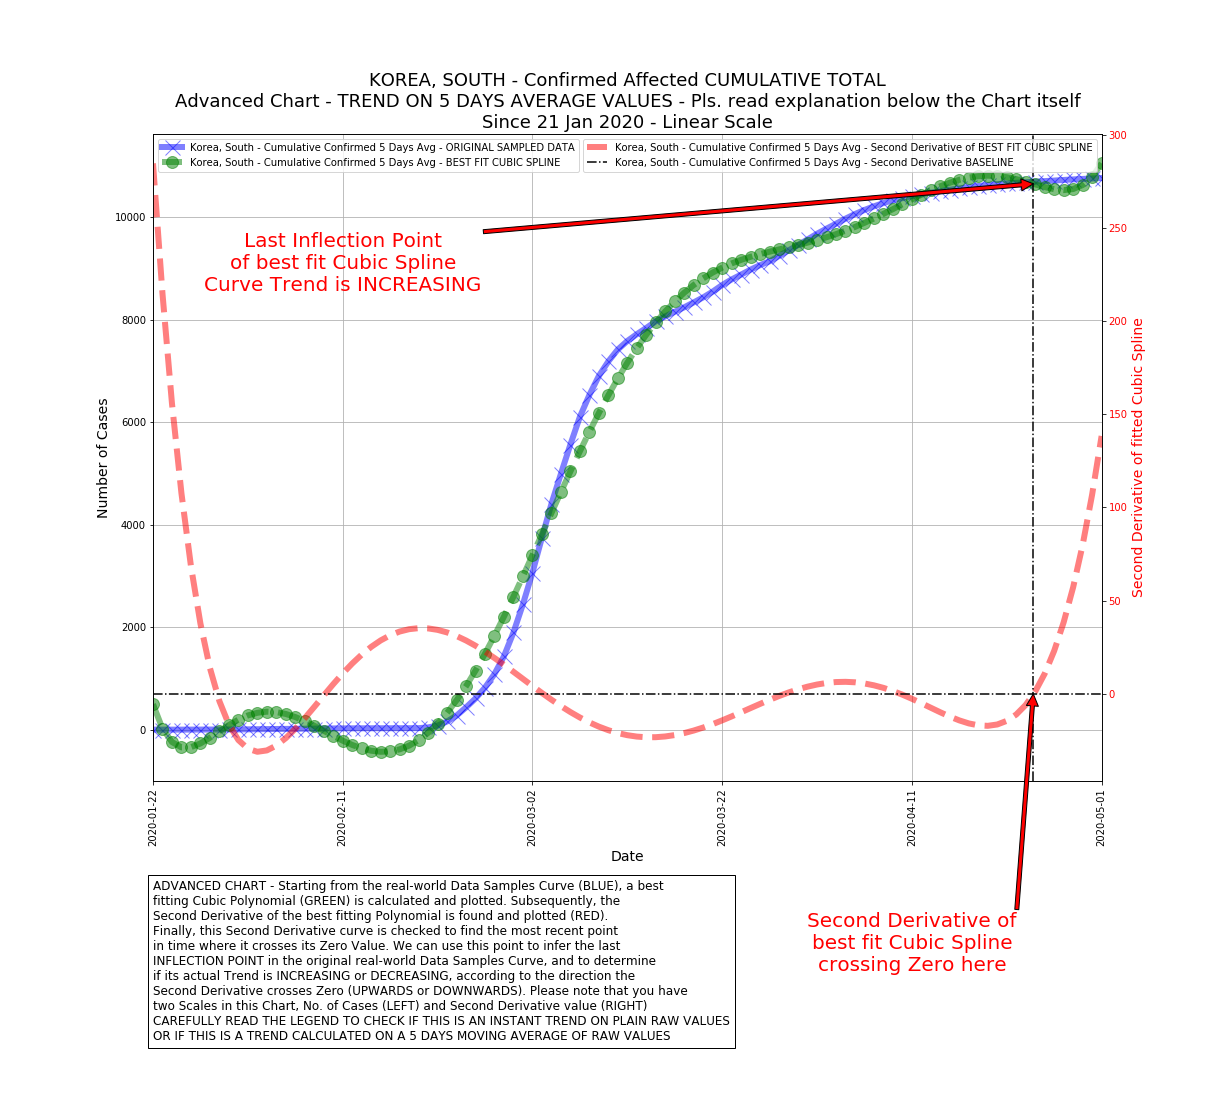 KOREA, SOUTH - Confirmed Affected CUMULATIVE TOTAL
Advanced Chart - TREND ON 5 DAYS AVERAGE VALUES - Pls. read explanation below the Chart itself
Since 21 Jan 2020 - Linear Scale
Korea, South - Cumulative Confirmed 5 Days Avg - ORIGINAL SAMPLED DATA
Korea, South - Cumulative Confirmed 5 Days Avg - BEST FIT CUBIC SPLINE
Korea, South - Cumulative Confirmed 5 Days Avg - Second Derivative of BEST FIT CUBIC SPLINE
Korea, South - Cumulative Confirmed 5 Days Avg - Second Derivative BASELINE
Last Inflection Point
of best fit Cubic Spline
Curve Trend is INCREASING
Number of Cases
10000
8000
6000
4000
2000
0
300
250
200
150
100
50
0
Second Derivative of fitted Cubic Spline
2020-01-22
2020-02-11
2020-03-02
2020-03-22
2020-04-11
2020-05-01
Date
ADVANCED CHART - Starting from the real-world Data Samples Curve (BLUE), a best
fitting Cubic Polynomial (GREEN) is calculated and plotted. Subsequently, the
Second Derivative of the best fitting Polynomial is found and plotted (RED).
Finally, this Second Derivative curve is checked to find the most recent point
in time where it crosses its Zero Value. We can use this point to infer the last
INFLECTION POINT in the original real-world Data Samples Curve, and to determine
if its actual Trend is INCREASING or DECREASING, according to the direction the
Second Derivative crosses Zero (UPWARDS or DOWNWARDS). Please note that you have
two Scales in this Chart, No. of Cases (LEFT) and Second Derivative value (RIGHT)
CAREFULLY READ THE LEGEND TO CHECK IF THIS IS AN INSTANT TREND ON PLAIN RAW VALUES
OR IF THIS IS A TREND CALCULATED ON A 5 DAYS MOVING AVERAGE OF RAW VALUES
Second Derivative of
best fit Cubic Spline
crossing Zero here